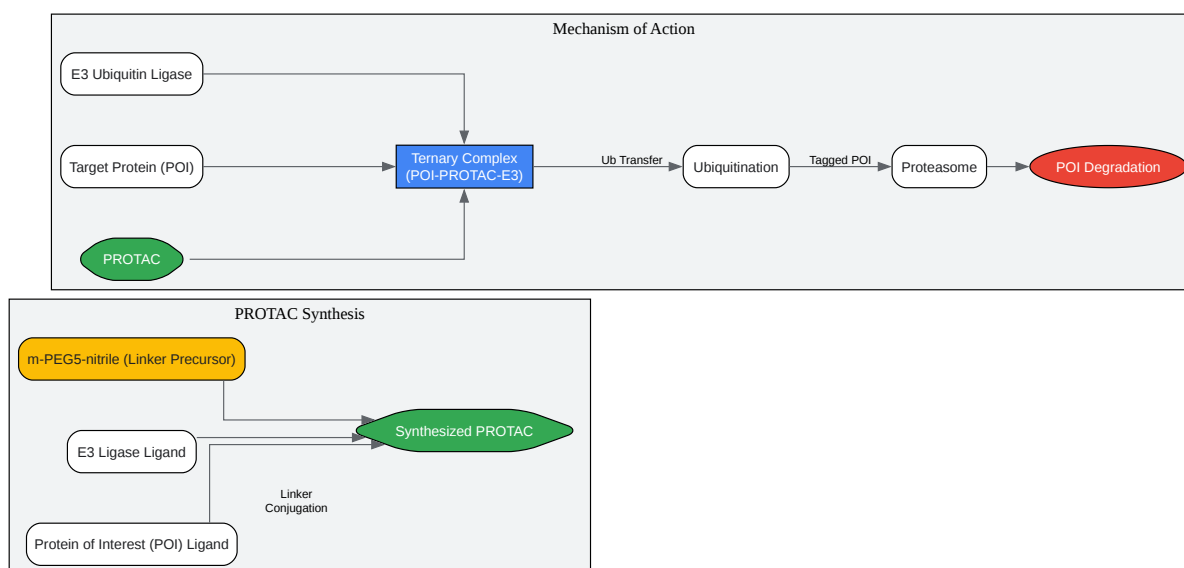 Mechanism of Action
E3 Ubiquitin Ligase
Target Protein (POI)
PROTAC
Ternary Complex
(POI-PROTAC-E3)
Ub Transfer
Ubiquitination
Tagged POI
Proteasome
POI Degradation
PROTAC Synthesis
m-PEG5-nitrile (Linker Precursor)
E3 Ligase Ligand
Protein of Interest (POI) Ligand
Linker
Conjugation
Synthesized PROTAC